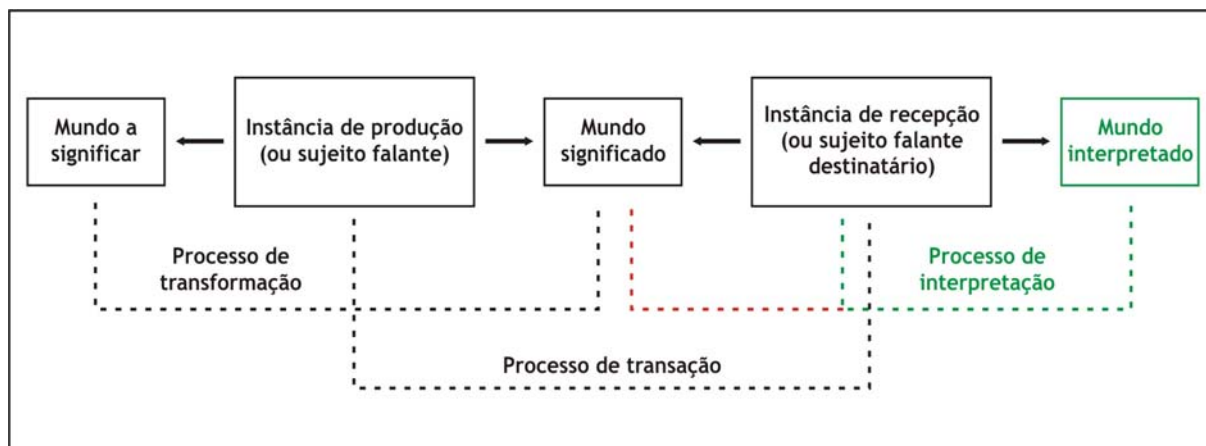 Mundo a
significar
Instância de produção
(ou sujeito falante)
Mundo
significado
Instância de recepção
(ou sujeito falante
destinatário)
Mundo
interpretado
Processo de
transformação
Processo de
interpretação
Processo de transação